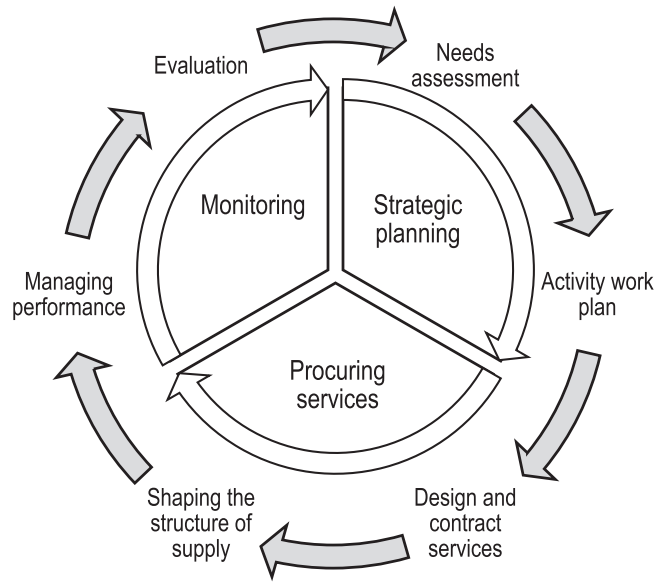 Evaluation
Needs
assessment
Monitoring
Strategic
planning
Managing
performance
Activity work
plan
Procuring
services
Shaping the
structure of
supply
Design and
contract
services